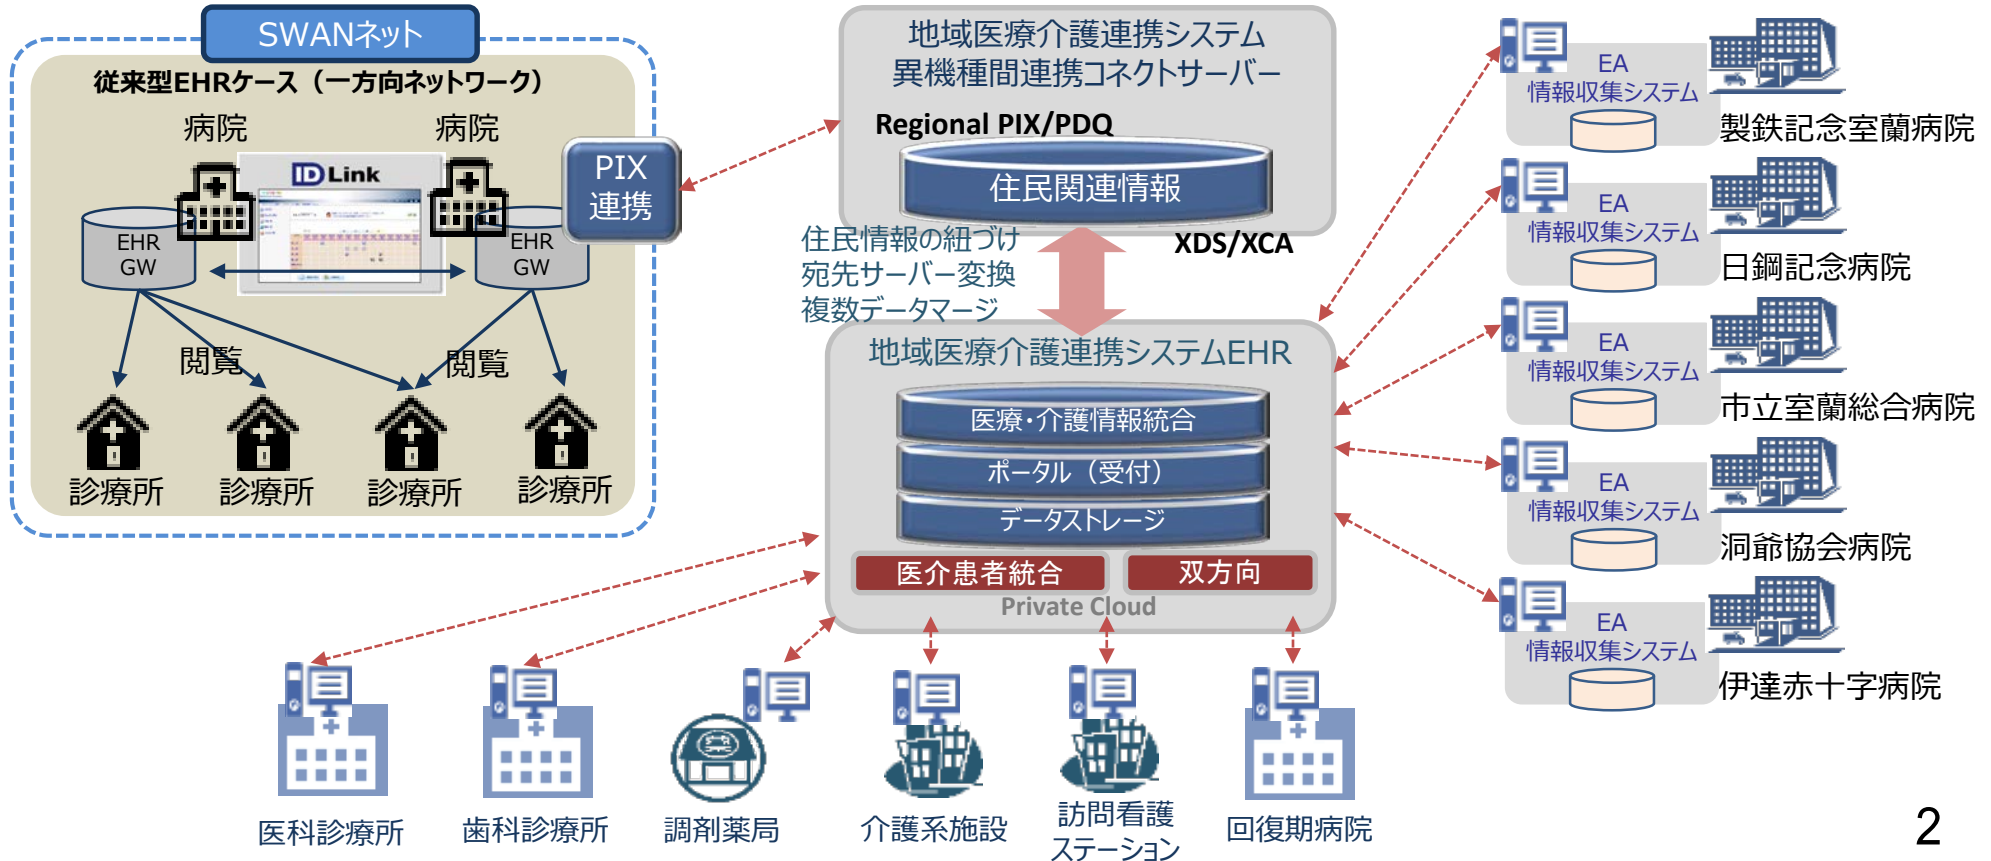 SWANネット
従来型EHRケース（一方向ネットワーク）
病院
病院
ID Link
EHR
GW
EHR
GW
PIX
連携
閲覧
閲覧
診療所
診療所
診療所
診療所
地域医療介護連携システム
異機種間連携コネクトサーバー
Regional PIX/PDQ
住民関連情報
XDS/XCA
住民情報の紐づけ
宛先サーバー変換
複数データマージ
地域医療介護連携システムEHR
医療・介護情報統合
ポータル（受付）
データストレージ
医介患者統合
双方向
Private Cloud
EA
情報収集システム
製鉄記念室蘭病院
EA
情報収集システム
日鋼記念病院
EA
情報収集システム
市立室蘭総合病院
EA
情報収集システム
洞爺協会病院
EA
情報収集システム
伊達赤十字病院
医科診療所
歯科診療所
調剤薬局
介護系施設
訪問看護
ステーション
回復期病院
2